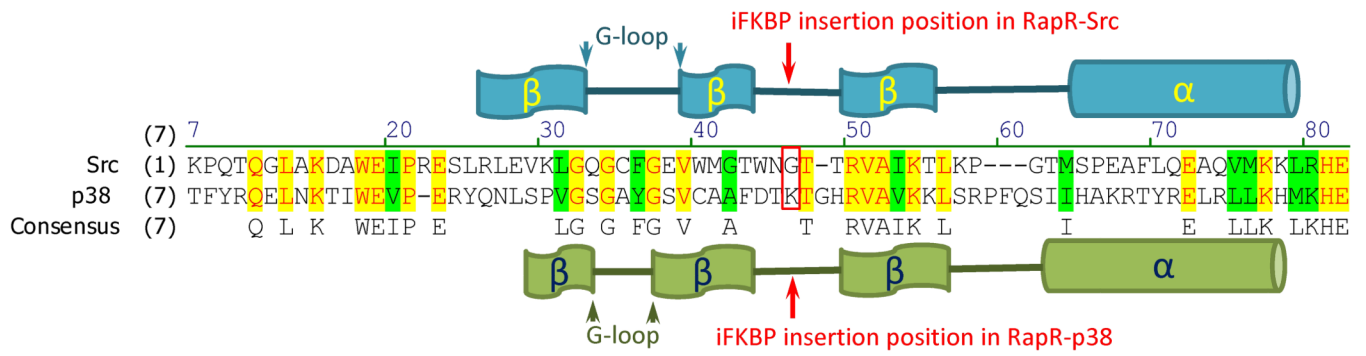 iFKBP insertion position in RapR-Src
G-loop
β β β α
(7) 7 20 30 40 50 60 70 82
Src (1) KPQTQGLAKDAWEIPRESLRLEVKLGQGCFGEVWMGTWNGT-TRVAIKTLKP---GTMSPEAFLQEAQVMKKLRHE
p38 (7) TFYRQELNKTIWEVP-ERYQNLSPVGSGAYGSVCAAFDTKTGHRVAVKKLSRPFQSIIHAKRTYRELRLLKHMKHE
Consensus (7) Q L K WEIP E LG G FG V A T RVAIK L I E LLK LKHE
β β β α
G-loop
iFKBP insertion position in RapR-p38